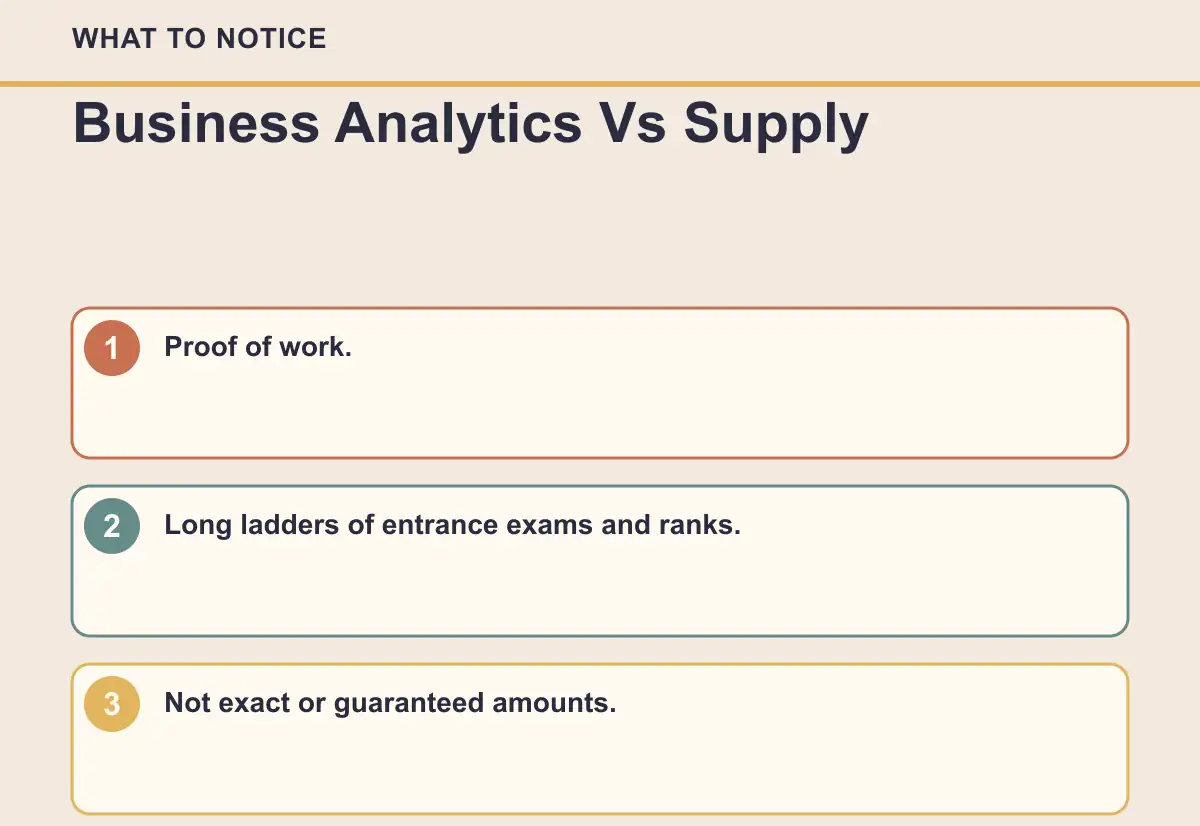 WHAT TO NOTICE
Business Analytics Vs Supply
1 Proof of work.
2 Long ladders of entrance exams and ranks.
3 Not exact or guaranteed amounts.